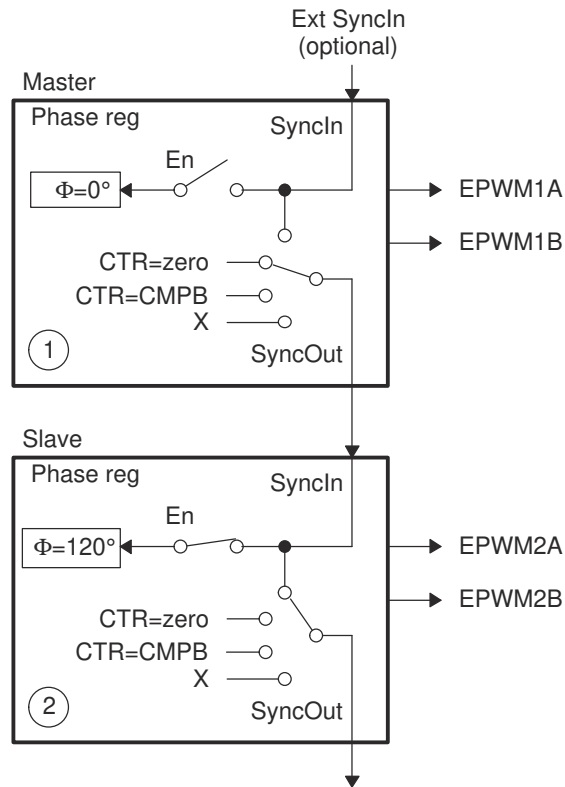 Ext SyncIn
(optional)
Master
Phase reg
SyncIn
En
Φ=0°
EPWM1A
EPWM1B
CTR=zero
CTR=CMPB
X
1
SyncOut
Slave
Phase reg
SyncIn
En
Φ=120°
EPWM2A
EPWM2B
CTR=zero
CTR=CMPB
X
2
SyncOut